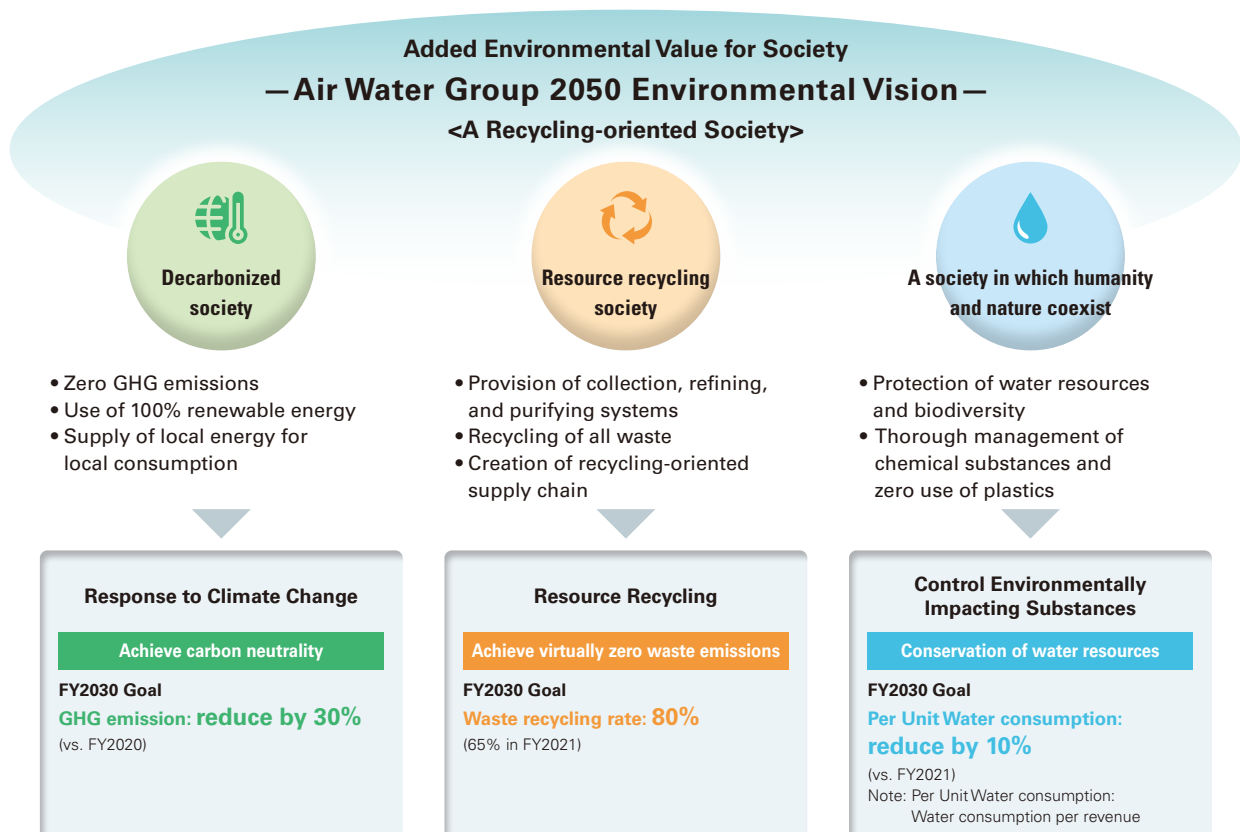 Added Environmental Value for Society
—Air Water Group 2050 Environmental Vision—
<A Recycling-oriented Society>
Decarbonized
society
• Zero GHG emissions
• Use of 100% renewable energy
• Supply of local energy for
local consumption
Response to Climate Change
Achieve carbon neutrality
FY2030 Goal
GHG emission: reduce by 30%
(vs. FY2020)
Resource recycling
society
• Provision of collection, refining,
and purifying systems
• Recycling of all waste
• Creation of recycling-oriented
supply chain
Resource Recycling
Achieve virtually zero waste emissions
FY2030 Goal
Waste recycling rate: 80%
(65% in FY2021)
A society in which humanity
and nature coexist
• Protection of water resources
and biodiversity
• Thorough management of
chemical substances and
zero use of plastics
Control Environmentally
Impacting Substances
Conservation of water resources
FY2030 Goal
Per Unit Water consumption:
reduce by 10%
(vs. FY2021)
Note: Per Unit Water consumption:
Water consumption per revenue